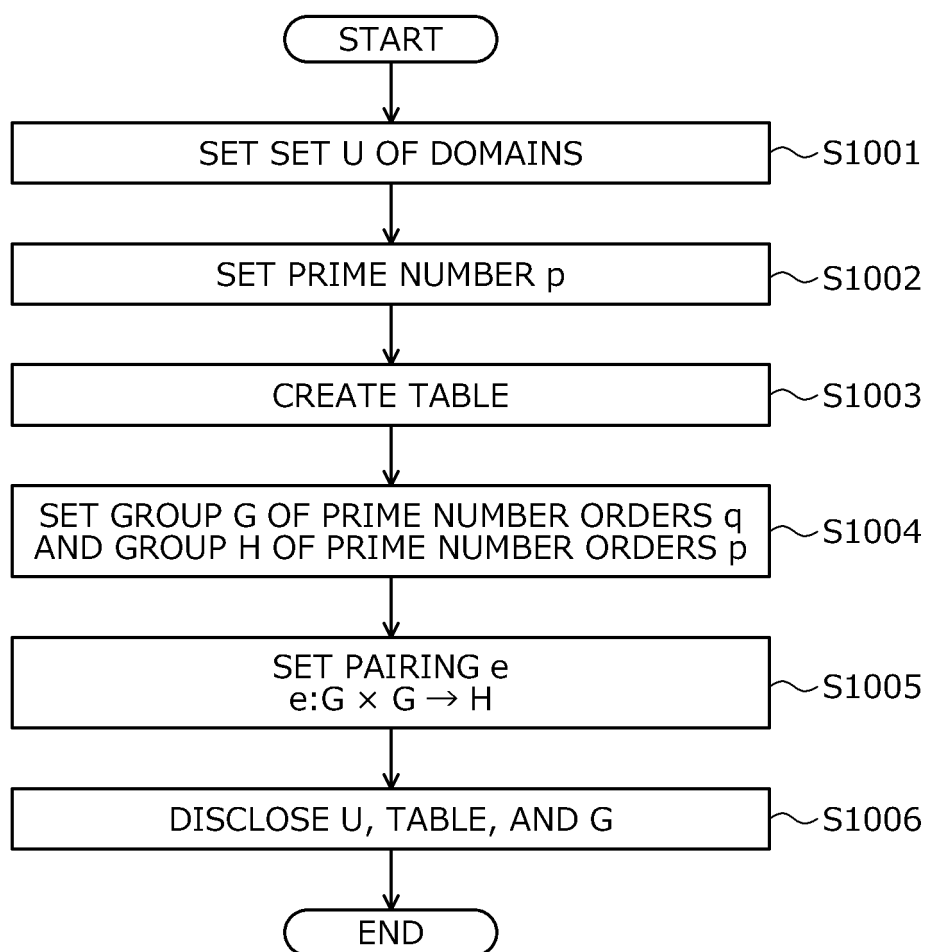 START
SET SET U OF DOMAINS
S1001
SET PRIME NUMBER p
S1002
CREATE TABLE
S1003
SET GROUP G OF PRIME NUMBER ORDERS q
AND GROUP H OF PRIME NUMBER ORDERS p
S1004
SET PAIRING e
e:G × G → H
S1005
DISCLOSE U, TABLE, AND G
S1006
END